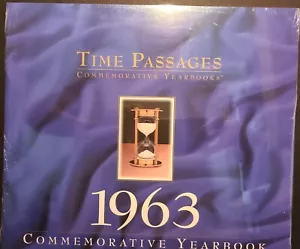 TIME PASSAGES
COMMEMORATIVE YEARBOOKS
1963
COMMEMORATIVE YEARBOOK